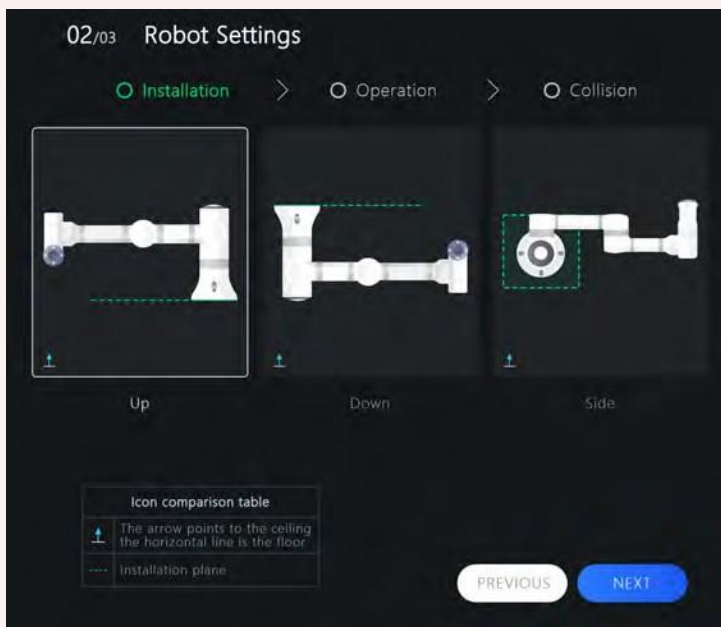 02/03 Robot Settings
Installation > Operation > Collision
Up Down Side
Icon comparison table
The arrow points to the ceiling
the horizontal line is the floor
Installation plane
PREVIOUS NEXT